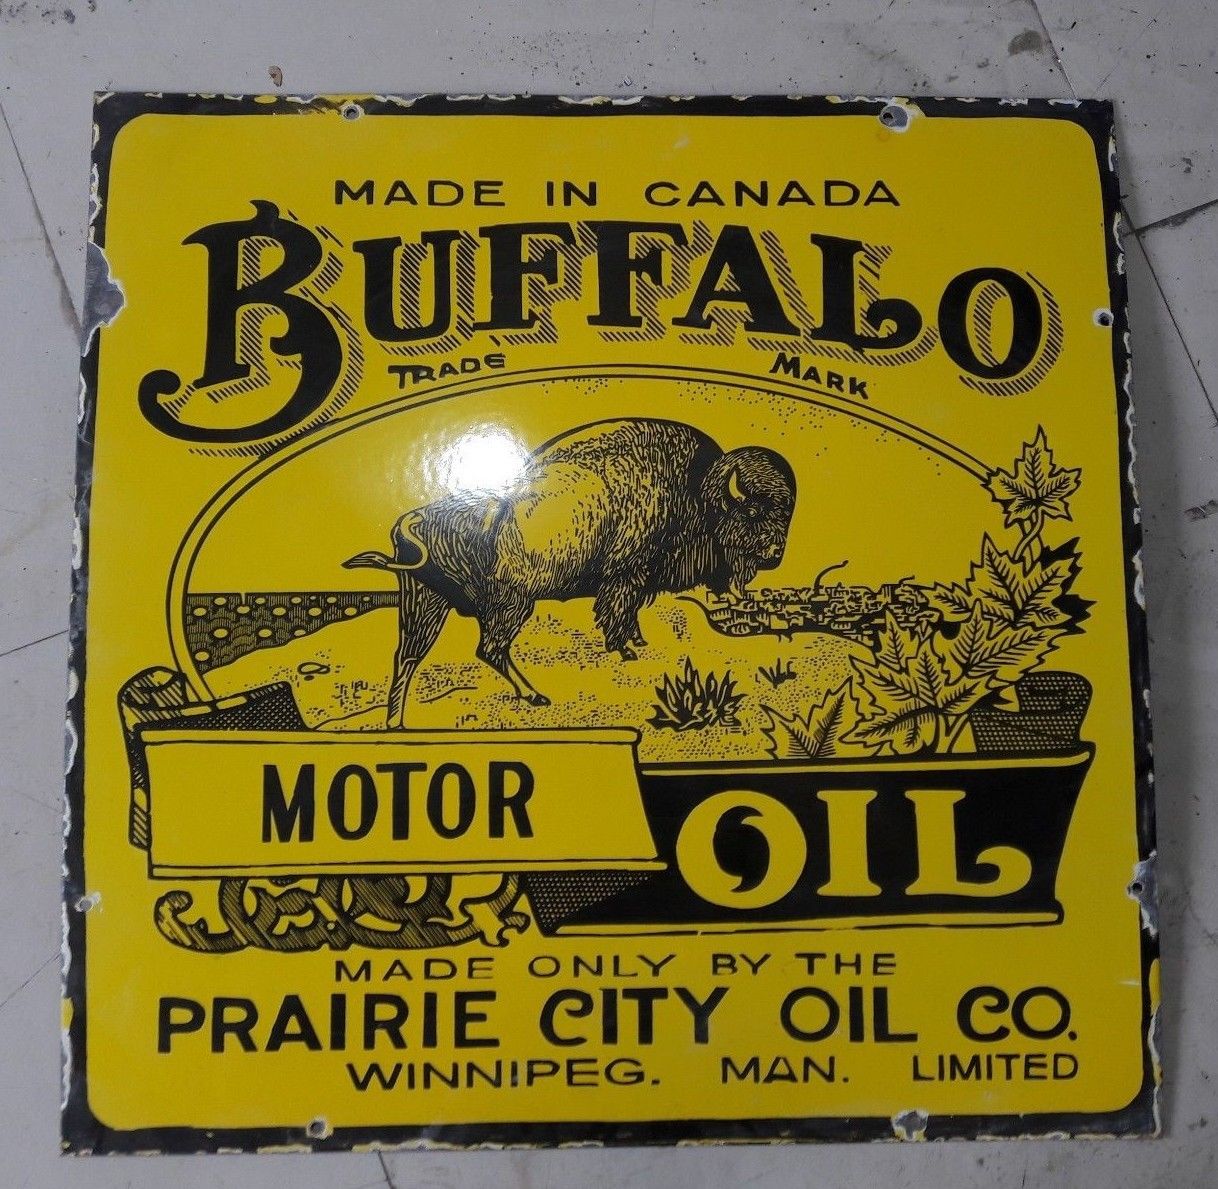 MADE IN CANADA
BUFFALO
TRADE MARK
MOTOR
OIL
MADE ONLY BY THE
PRAIRIE CITY OIL CO.
WINNIPEG. MAN. LIMITED